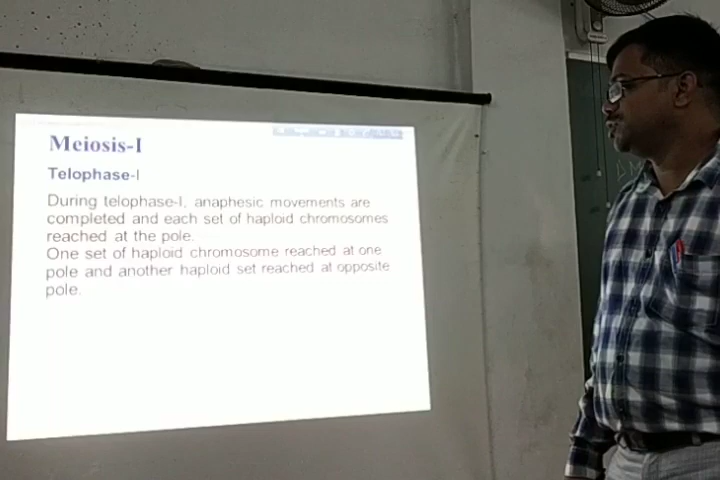 Meiosis-I
Telophase-I
During telophase-I, anaphesic movements are
completed and each set of haploid chromosomes
reached at the pole.
One set of haploid chromosome reached at one
pole and another haploid set reached at opposite
pole.